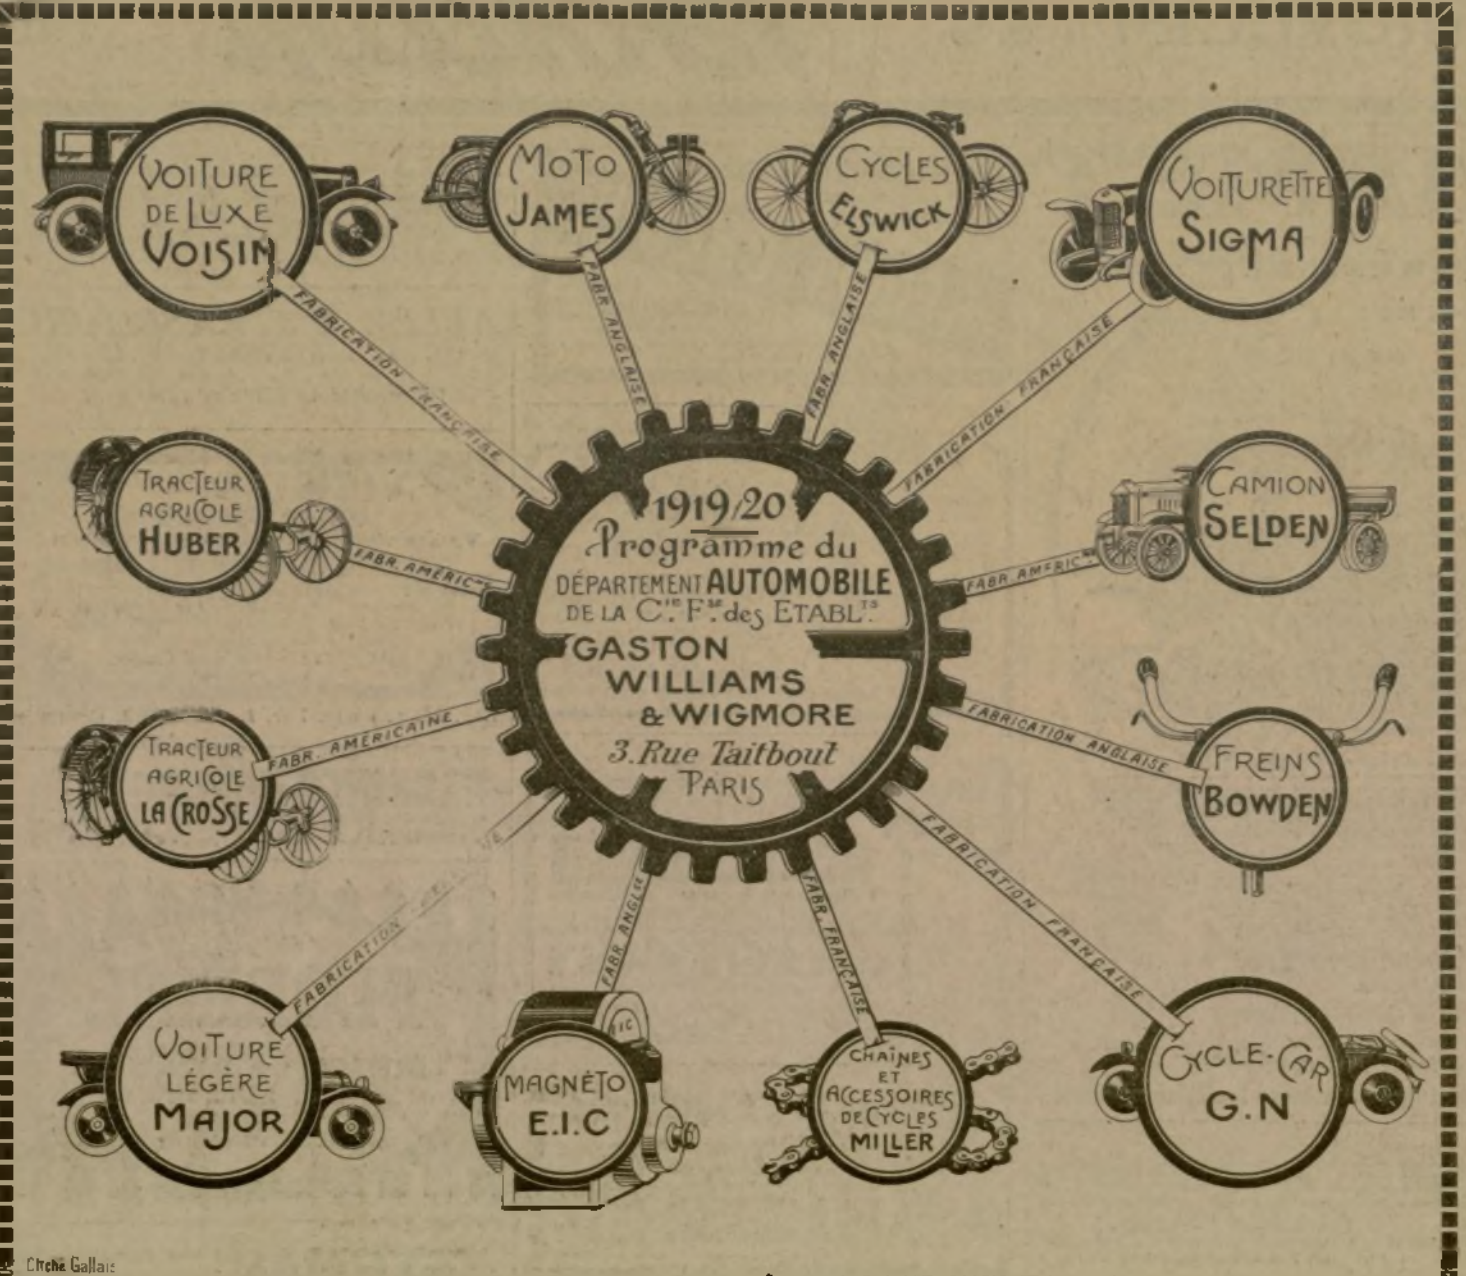 VOITURE
DE LUXE
VOISIN
FABRICATION FRANÇAISE
MOTO
JAMES
FABR ANGLAISE
CYCLES
ELSWICK
FABR. ANGLAISE
VOITURETTE
SIGMA
FABRICATION. FRANÇAISE
TRACTEUR
AGRICOLE
HUBER
FABR. AMÉRIC.NE
CAMION
SELDEN
FABR. AMERIC.
1919/20
Programme du
DÉPARTEMENT AUTOMOBILE
DE LA Cie. Fse. des ETABLTS.
GASTON
WILLIAMS
& WIGMORE
3. Rue Taitbout
PARIS
TRACTEUR
AGRICOLE
LA CROSSE
FABR. AMÉRICAINE
FREINS
BOWDEN
FABRICATION ANGLAISE
VOITURE
LÉGÈRE
MAJOR
FABRICATION
MAGNÉTO
E.I.C
FABR. ANGLSE
CHAÎNES
ET
ACCESSOIRES
DE CYCLES
MILLER
FABR. FRANÇAISE
CYCLE-CAR
G.N
FABRICATION FRANÇAISE
Cliché Gallais